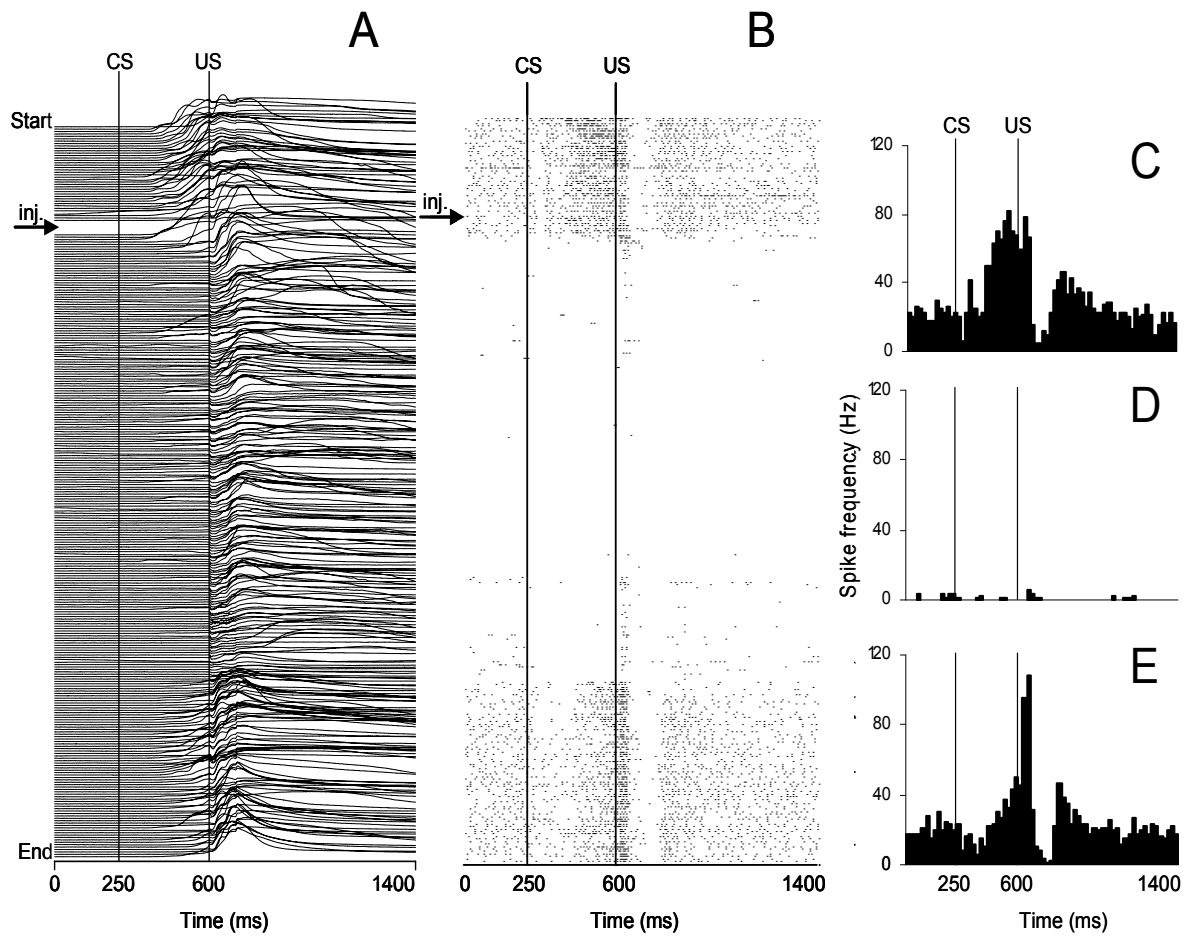 A
B
CS US
CS US
Start
inj.
inj.
End
0 250 600 1400
Time (ms)
0 250 600 1400
Time (ms)
CS US
C
120
80
40
0
D
120
80
40
0
Spike frequency (Hz)
E
120
80
40
0
250 600 1400
Time (ms)